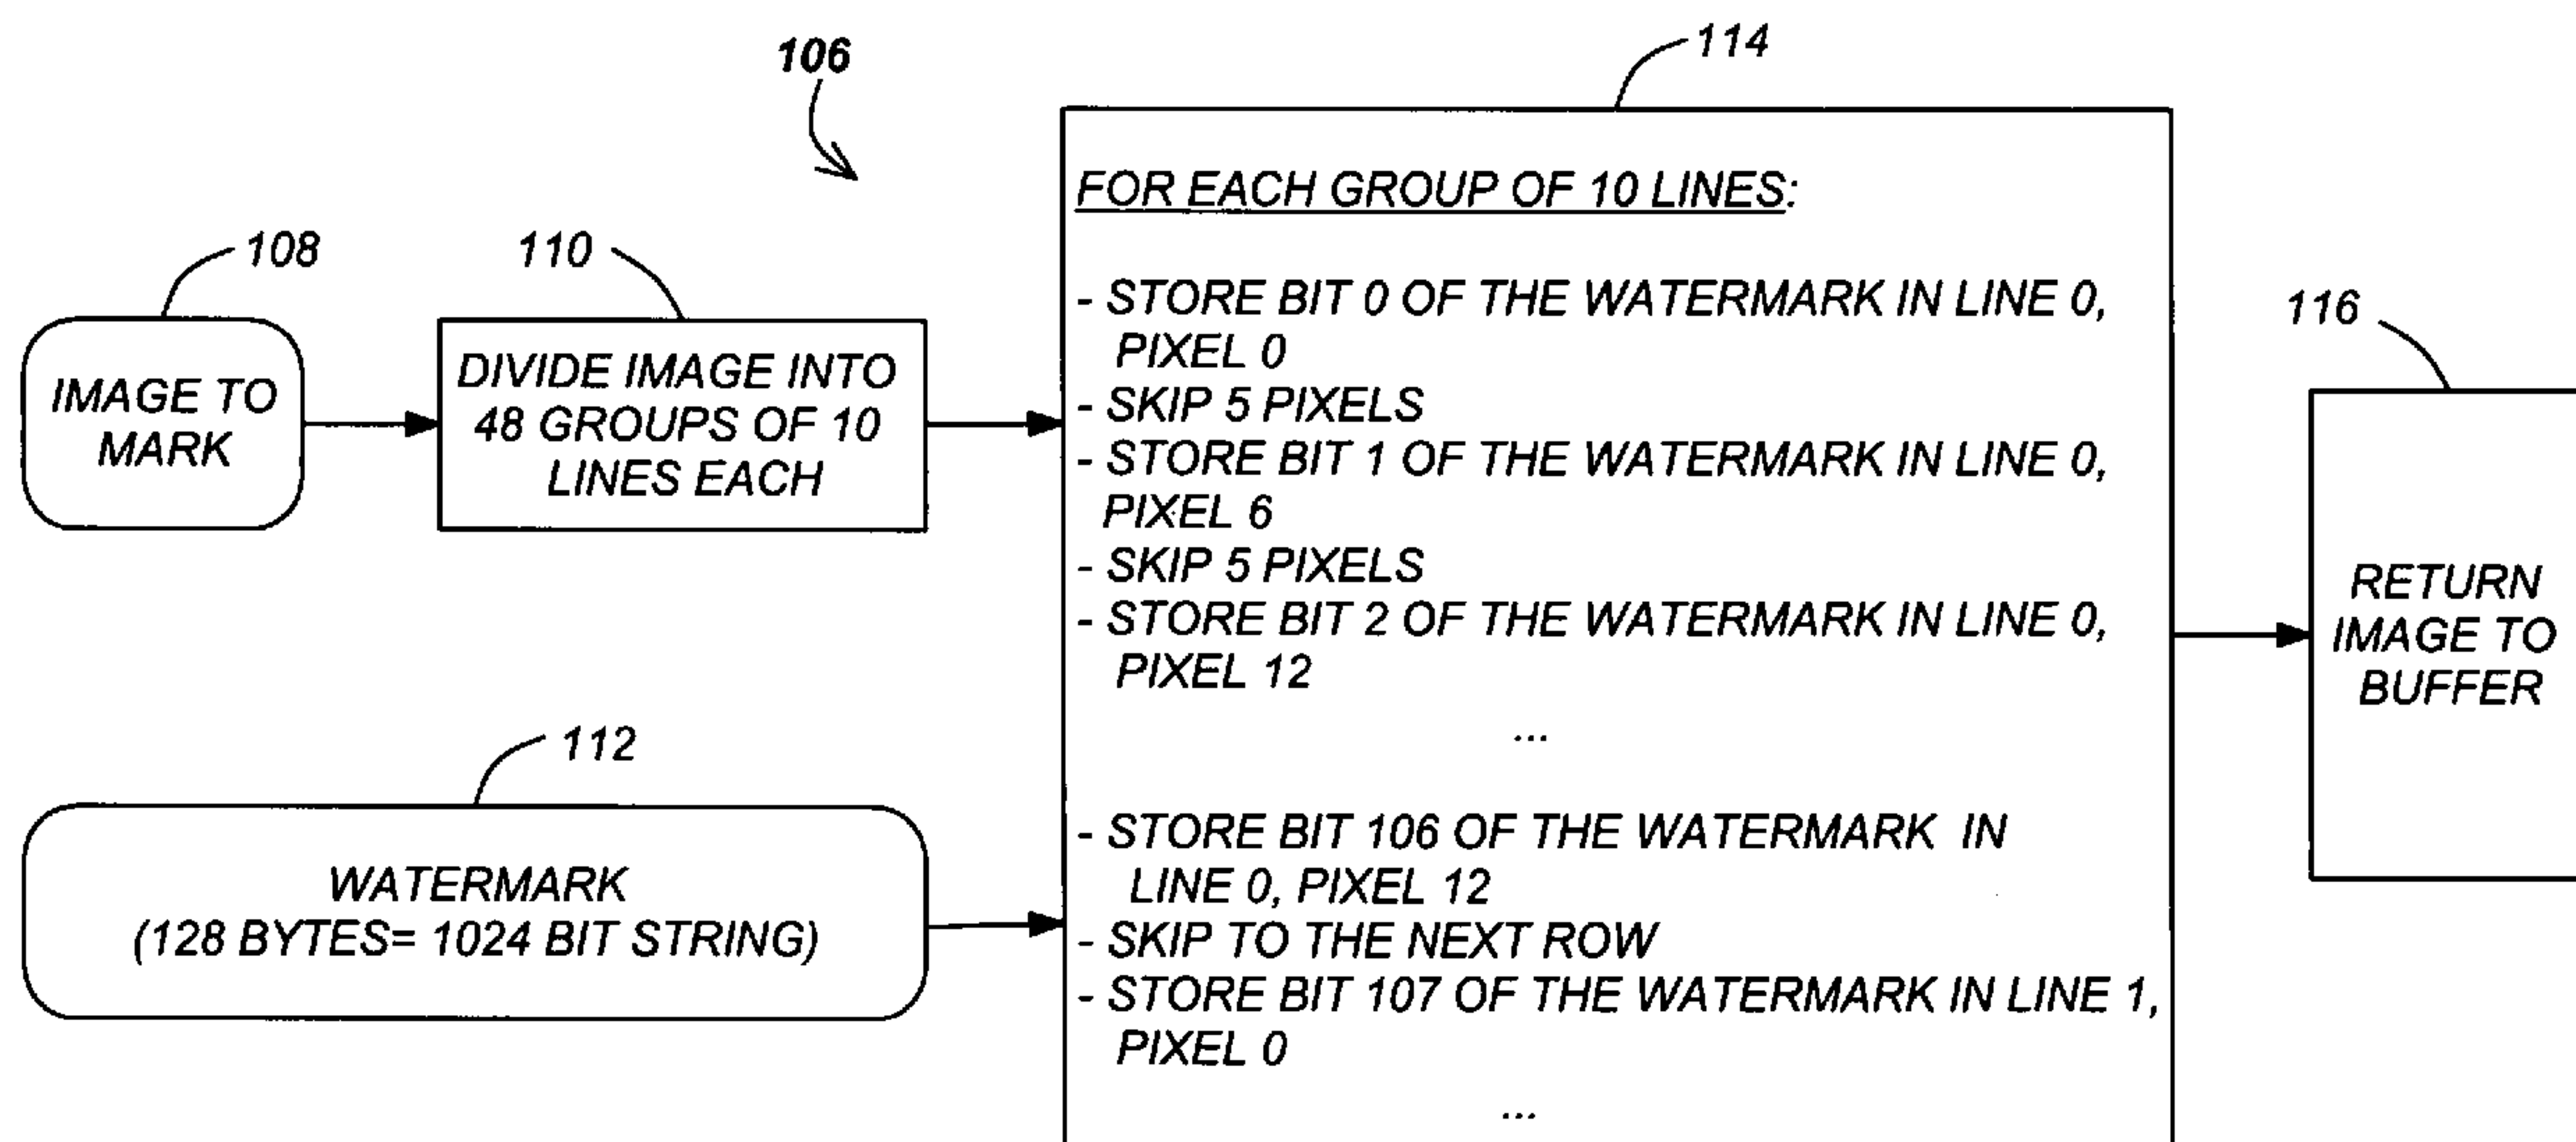 106
114
108
110
IMAGE TO
MARK
DIVIDE IMAGE INTO
48 GROUPS OF 10
LINES EACH
112
WATERMARK
(128 BYTES= 1024 BIT STRING)
FOR EACH GROUP OF 10 LINES:
- STORE BIT 0 OF THE WATERMARK IN LINE 0,
PIXEL 0
- SKIP 5 PIXELS
- STORE BIT 1 OF THE WATERMARK IN LINE 0,
PIXEL 6
- SKIP 5 PIXELS
- STORE BIT 2 OF THE WATERMARK IN LINE 0,
PIXEL 12
...
- STORE BIT 106 OF THE WATERMARK IN
LINE 0, PIXEL 12
- SKIP TO THE NEXT ROW
- STORE BIT 107 OF THE WATERMARK IN LINE 1,
PIXEL 0
...
116
RETURN
IMAGE TO
BUFFER